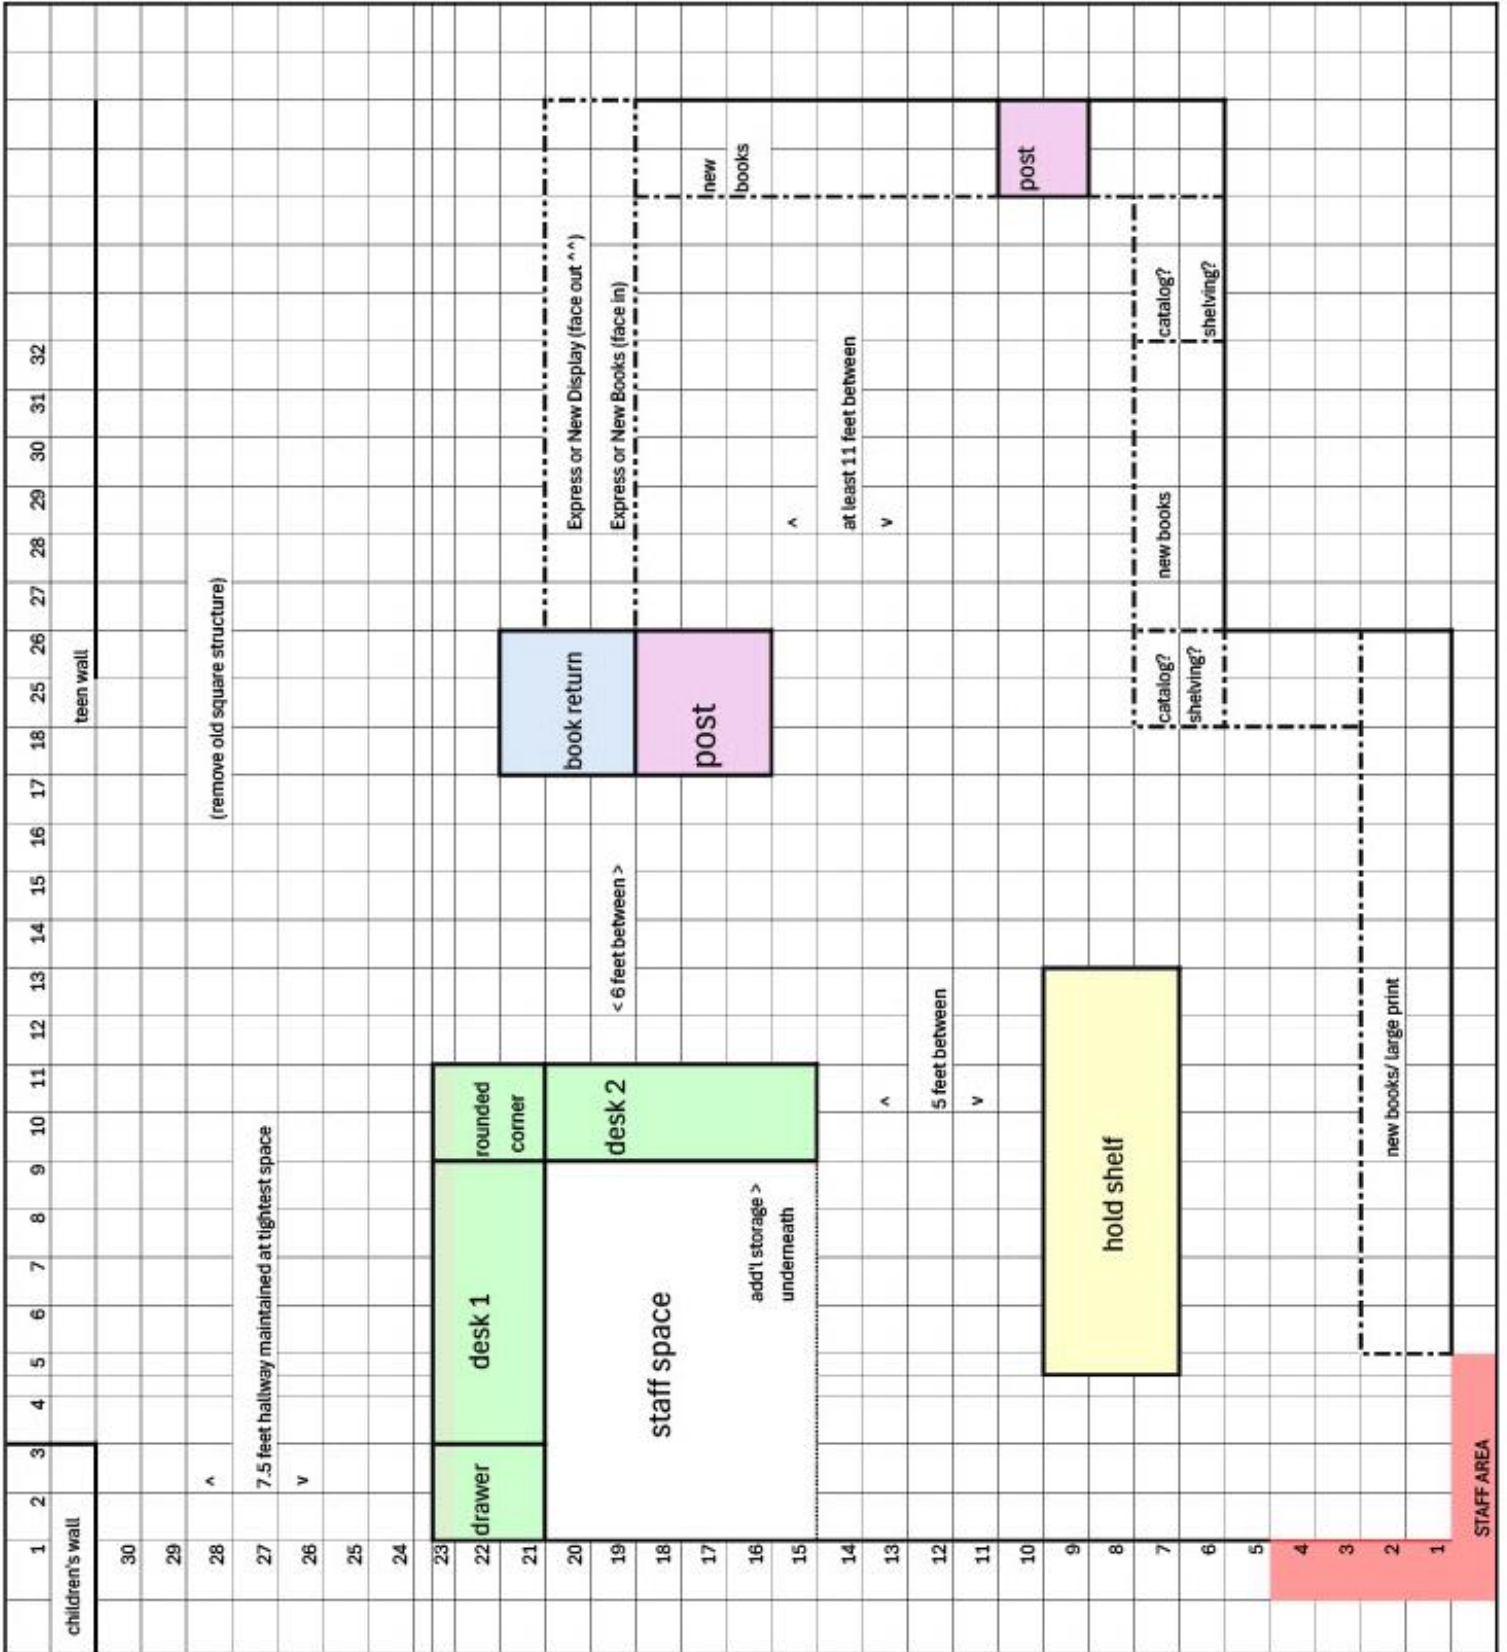 1 2 3 4 5 6 7 8 9 10 11 12 13 14 15 16 17 18 25 26 27 28 29 30 31 32
children's wall teen wall
30
29
28 ^ (remove old square structure)
27 7.5 feet hallway maintained at tightest space
26 v
25
24
23
22 drawer desk 1 rounded
21 corner
20 book return Express or New Display (face out ^^)
19 desk 2 < 6 feet between > Express or New Books (face in)
18 staff space
17 post new
16 add'l storage > books
15 underneath ^
14 at least 11 feet between
13 ^ v
12 5 feet between
11 v
10 post
9
8 hold shelf
7 catalog? new books catalog?
6 shelving? shelving?
5
4
3
2 new books/ large print
1
STAFF AREA